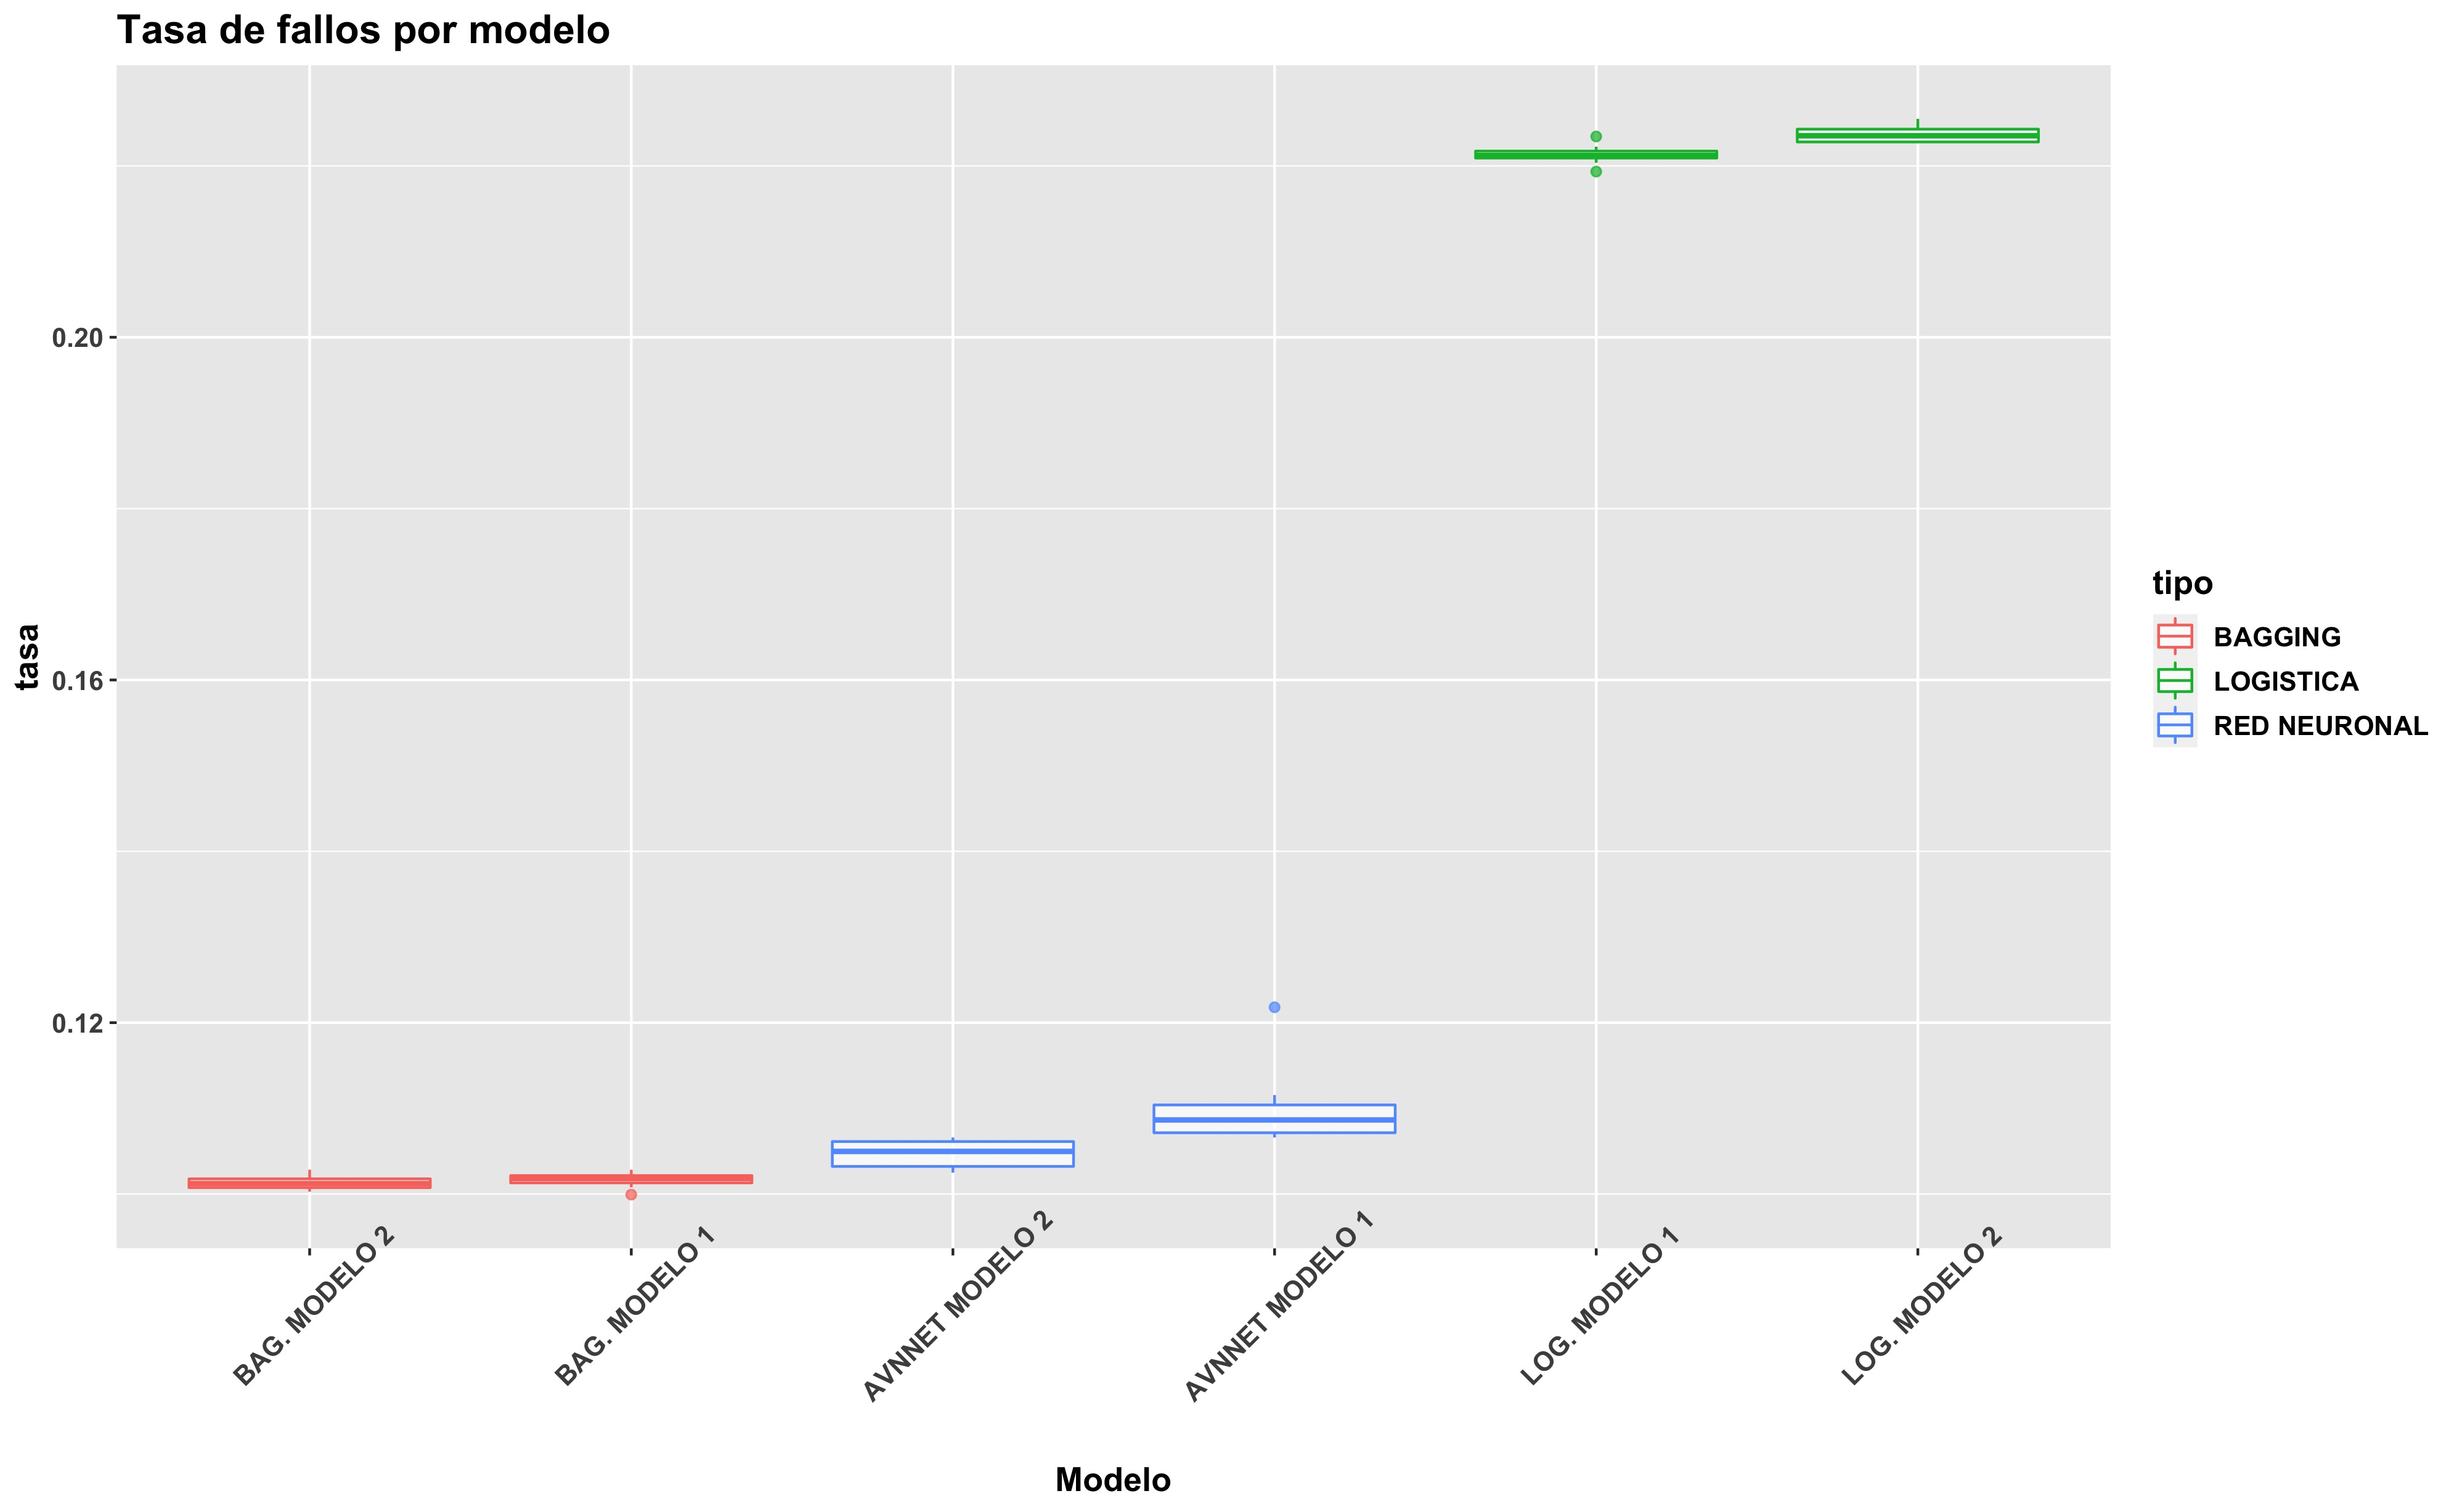 Tasa de fallos por modelo
tasa
0.20
0.16
0.12
BAG. MODELO 2
BAG. MODELO 1
AVNNET MODELO 2
AVNNET MODELO 1
LOG. MODELO 1
LOG. MODELO 2
Modelo
tipo
BAGGING
LOGISTICA
RED NEURONAL